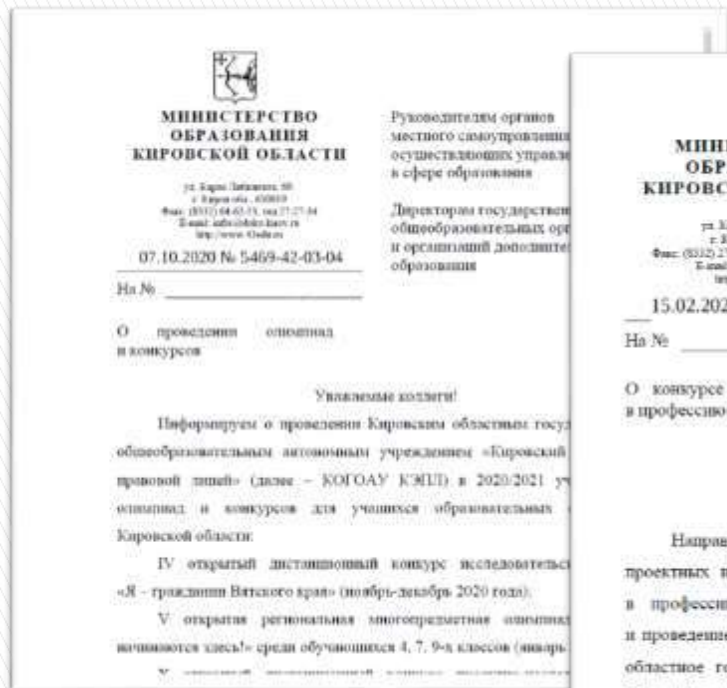 МИНИСТЕРСТВО
ОБРАЗОВАНИЯ
КИРОВСКОЙ ОБЛАСТИ
07.10.2020 № 5469-42-03-04
На №
О проведении олимпиад
и конкурсов
Руководителям органов
местного самоуправления
осуществляющих управле
в сфере образования
Директорам государствен
общеобразовательных орг
и организаций дополните
образования
Уважаемые коллеги!
Информируем о проведении Кировским областным госу
общеобразовательным автономным учреждением «Кировский
правовой лицей» (далее – КОГОАУ КЭПЛ) в 2020/2021 уч
олимпиад и конкурсов для учащихся образовательных
Кировской области:
IV открытый дистанционный конкурс исследовательс
«Я – гражданин Вятского края» (ноябрь-декабрь 2020 года);
V открытая региональная многопредметная олимпиад
начинаются здесь!» среди обучающихся 4, 7, 9-х классов (январь
МИНИ
ОБР
КИРОВС
15.02.202
На №
О конкурсе
в профессию
Направ
проектных и
в професси
и проведение
областное го